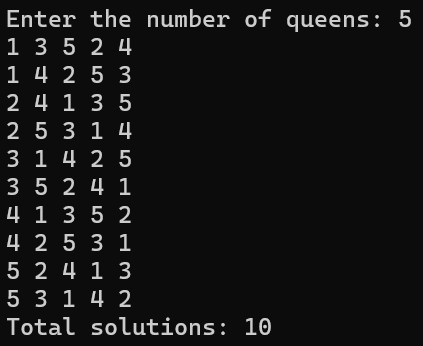 Enter the number of queens: 5
1 3 5 2 4
1 4 2 5 3
2 4 1 3 5
2 5 3 1 4
3 1 4 2 5
3 5 2 4 1
4 1 3 5 2
4 2 5 3 1
5 2 4 1 3
5 3 1 4 2
Total solutions: 10